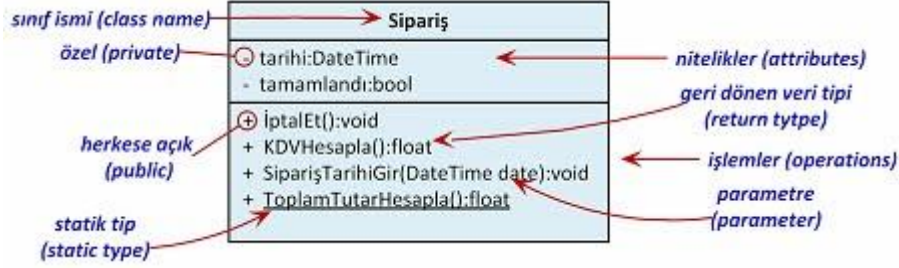 sınıf ismi (class name)
Sipariş
özel (private)
- tarihi:DateTime
nitelikler (attributes)
- tamamlandı:bool
geri dönen veri tipi
(return tytpe)
herkese açık
(public)
+ İptalEt():void
+ KDVHesapla():float
işlemler (operations)
+ SiparişTarihiGir(DateTime date):void
parametre
(parameter)
+ ToplamTutarHesapla():float
statik tip
(static type)